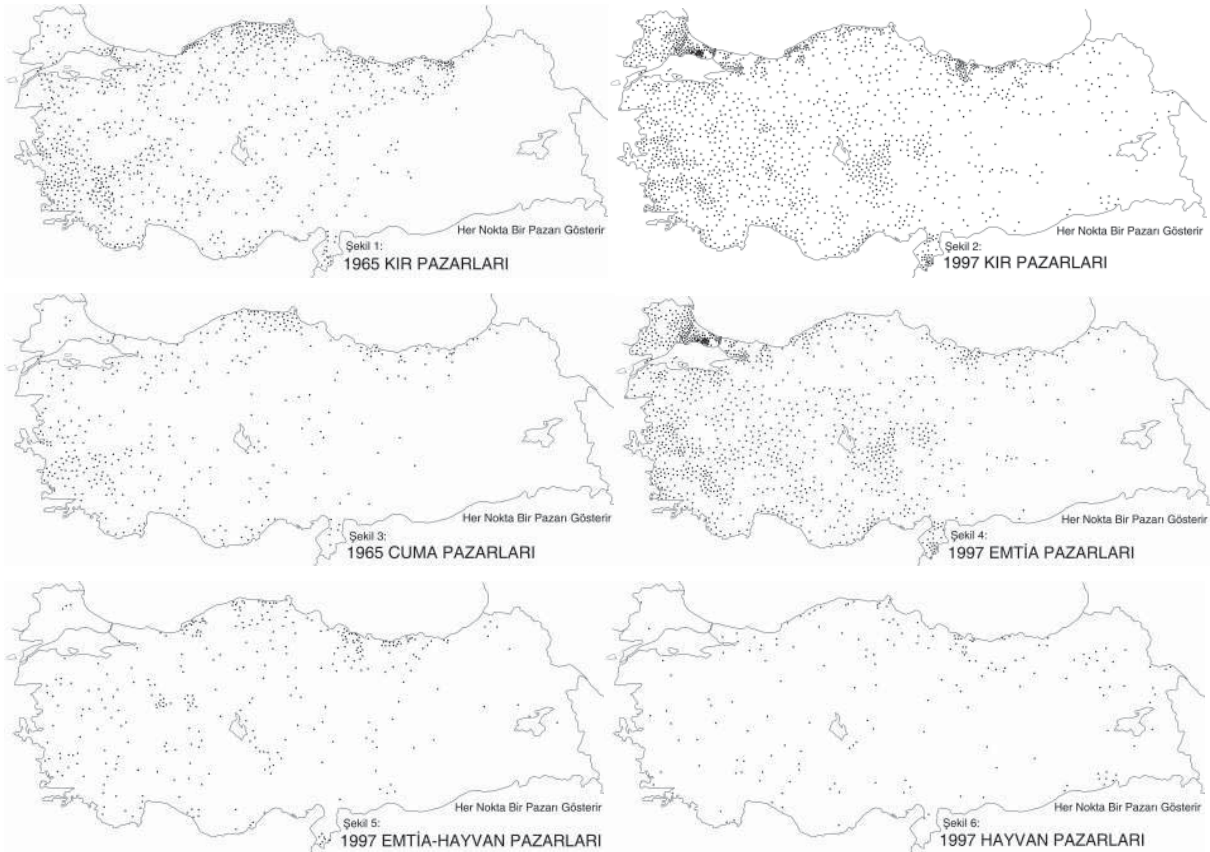 Her Nokta Bir Pazarı Gösterir
Şekil 1:
1965 KIR PAZARLARI
Her Nokta Bir Pazarı Gösterir
Şekil 2:
1997 KIR PAZARLARI
Her Nokta Bir Pazarı Gösterir
Şekil 3:
1965 CUMA PAZARLARI
Her Nokta Bir Pazarı Gösterir
Şekil 4:
1997 EMTİA PAZARLARI
Her Nokta Bir Pazarı Gösterir
Şekil 5:
1997 EMTİA-HAYVAN PAZARLARI
Her Nokta Bir Pazarı Gösterir
Şekil 6:
1997 HAYVAN PAZARLARI